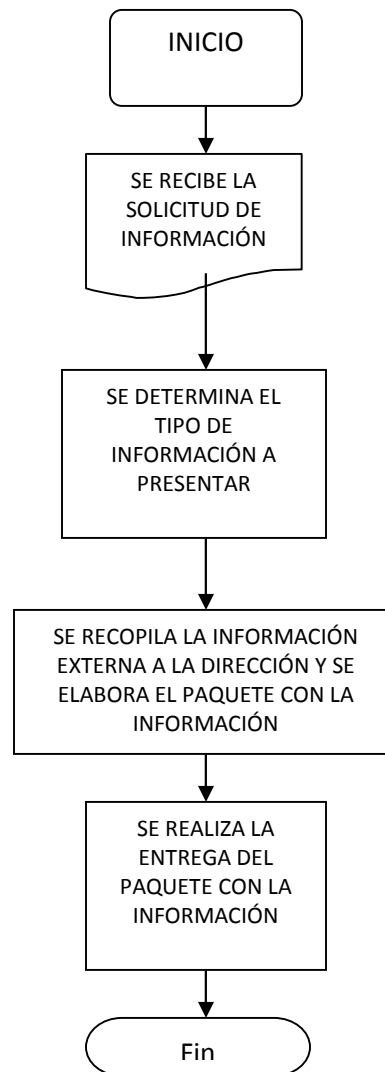 INICIO
SE RECIBE LA
SOLICITUD DE
INFORMACIÓN
SE DETERMINA EL
TIPO DE
INFORMACIÓN A
PRESENTAR
SE RECOPILA LA INFORMACIÓN
EXTERNA A LA DIRECCIÓN Y SE
ELABORA EL PAQUETE CON LA
INFORMACIÓN
SE REALIZA LA
ENTREGA DEL
PAQUETE CON LA
INFORMACIÓN
Fin